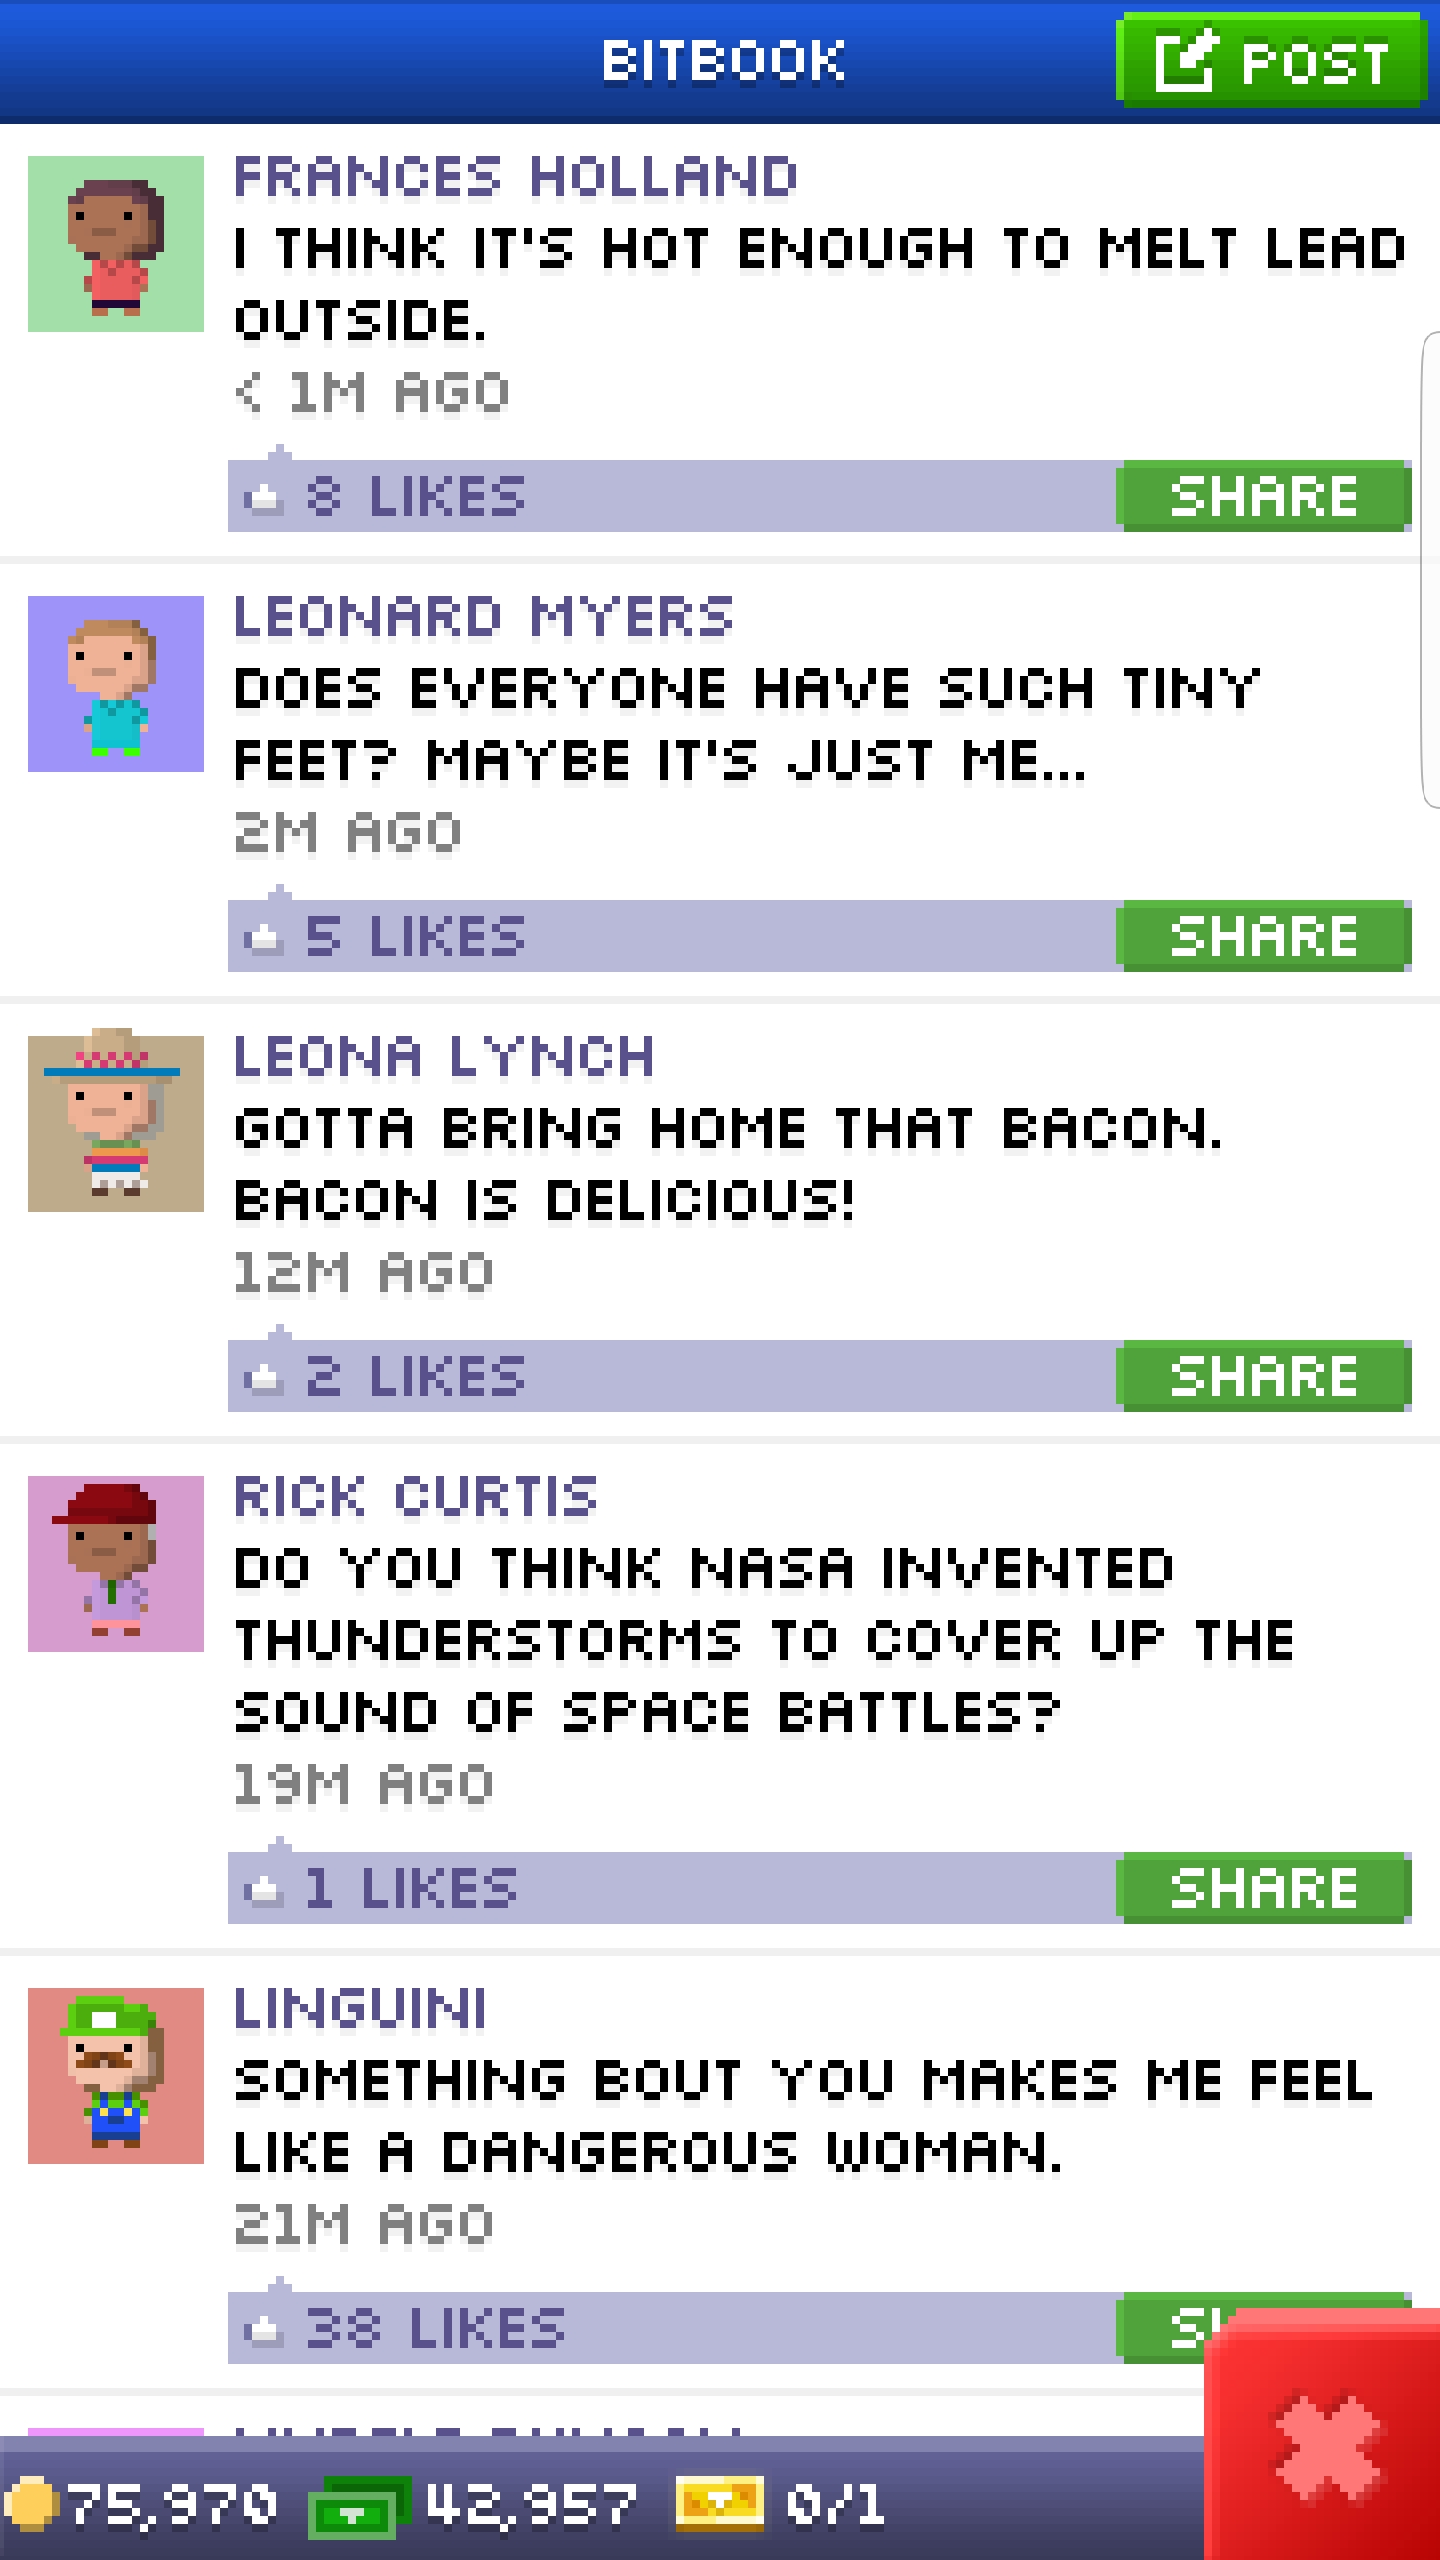 BITBOOK
POST
FRANCES HOLLAND
I THINK IT'S HOT ENOUGH TO MELT LEAD
OUTSIDE.
< 1M AGO
8 LIKES
SHARE
LEONARD MYERS
DOES EVERYONE HAVE SUCH TINY
FEET? MAYBE IT'S JUST ME...
2M AGO
5 LIKES
SHARE
LEONA LYNCH
GOTTA BRING HOME THAT BACON.
BACON IS DELICIOUS!
12M AGO
2 LIKES
SHARE
RICK CURTIS
DO YOU THINK NASA INVENTED
THUNDERSTORMS TO COVER UP THE
SOUND OF SPACE BATTLES?
19M AGO
1 LIKES
SHARE
LINGUINI
SOMETHING BOUT YOU MAKES ME FEEL
LIKE A DANGEROUS WOMAN.
21M AGO
38 LIKES
75,970
42,957
0/1